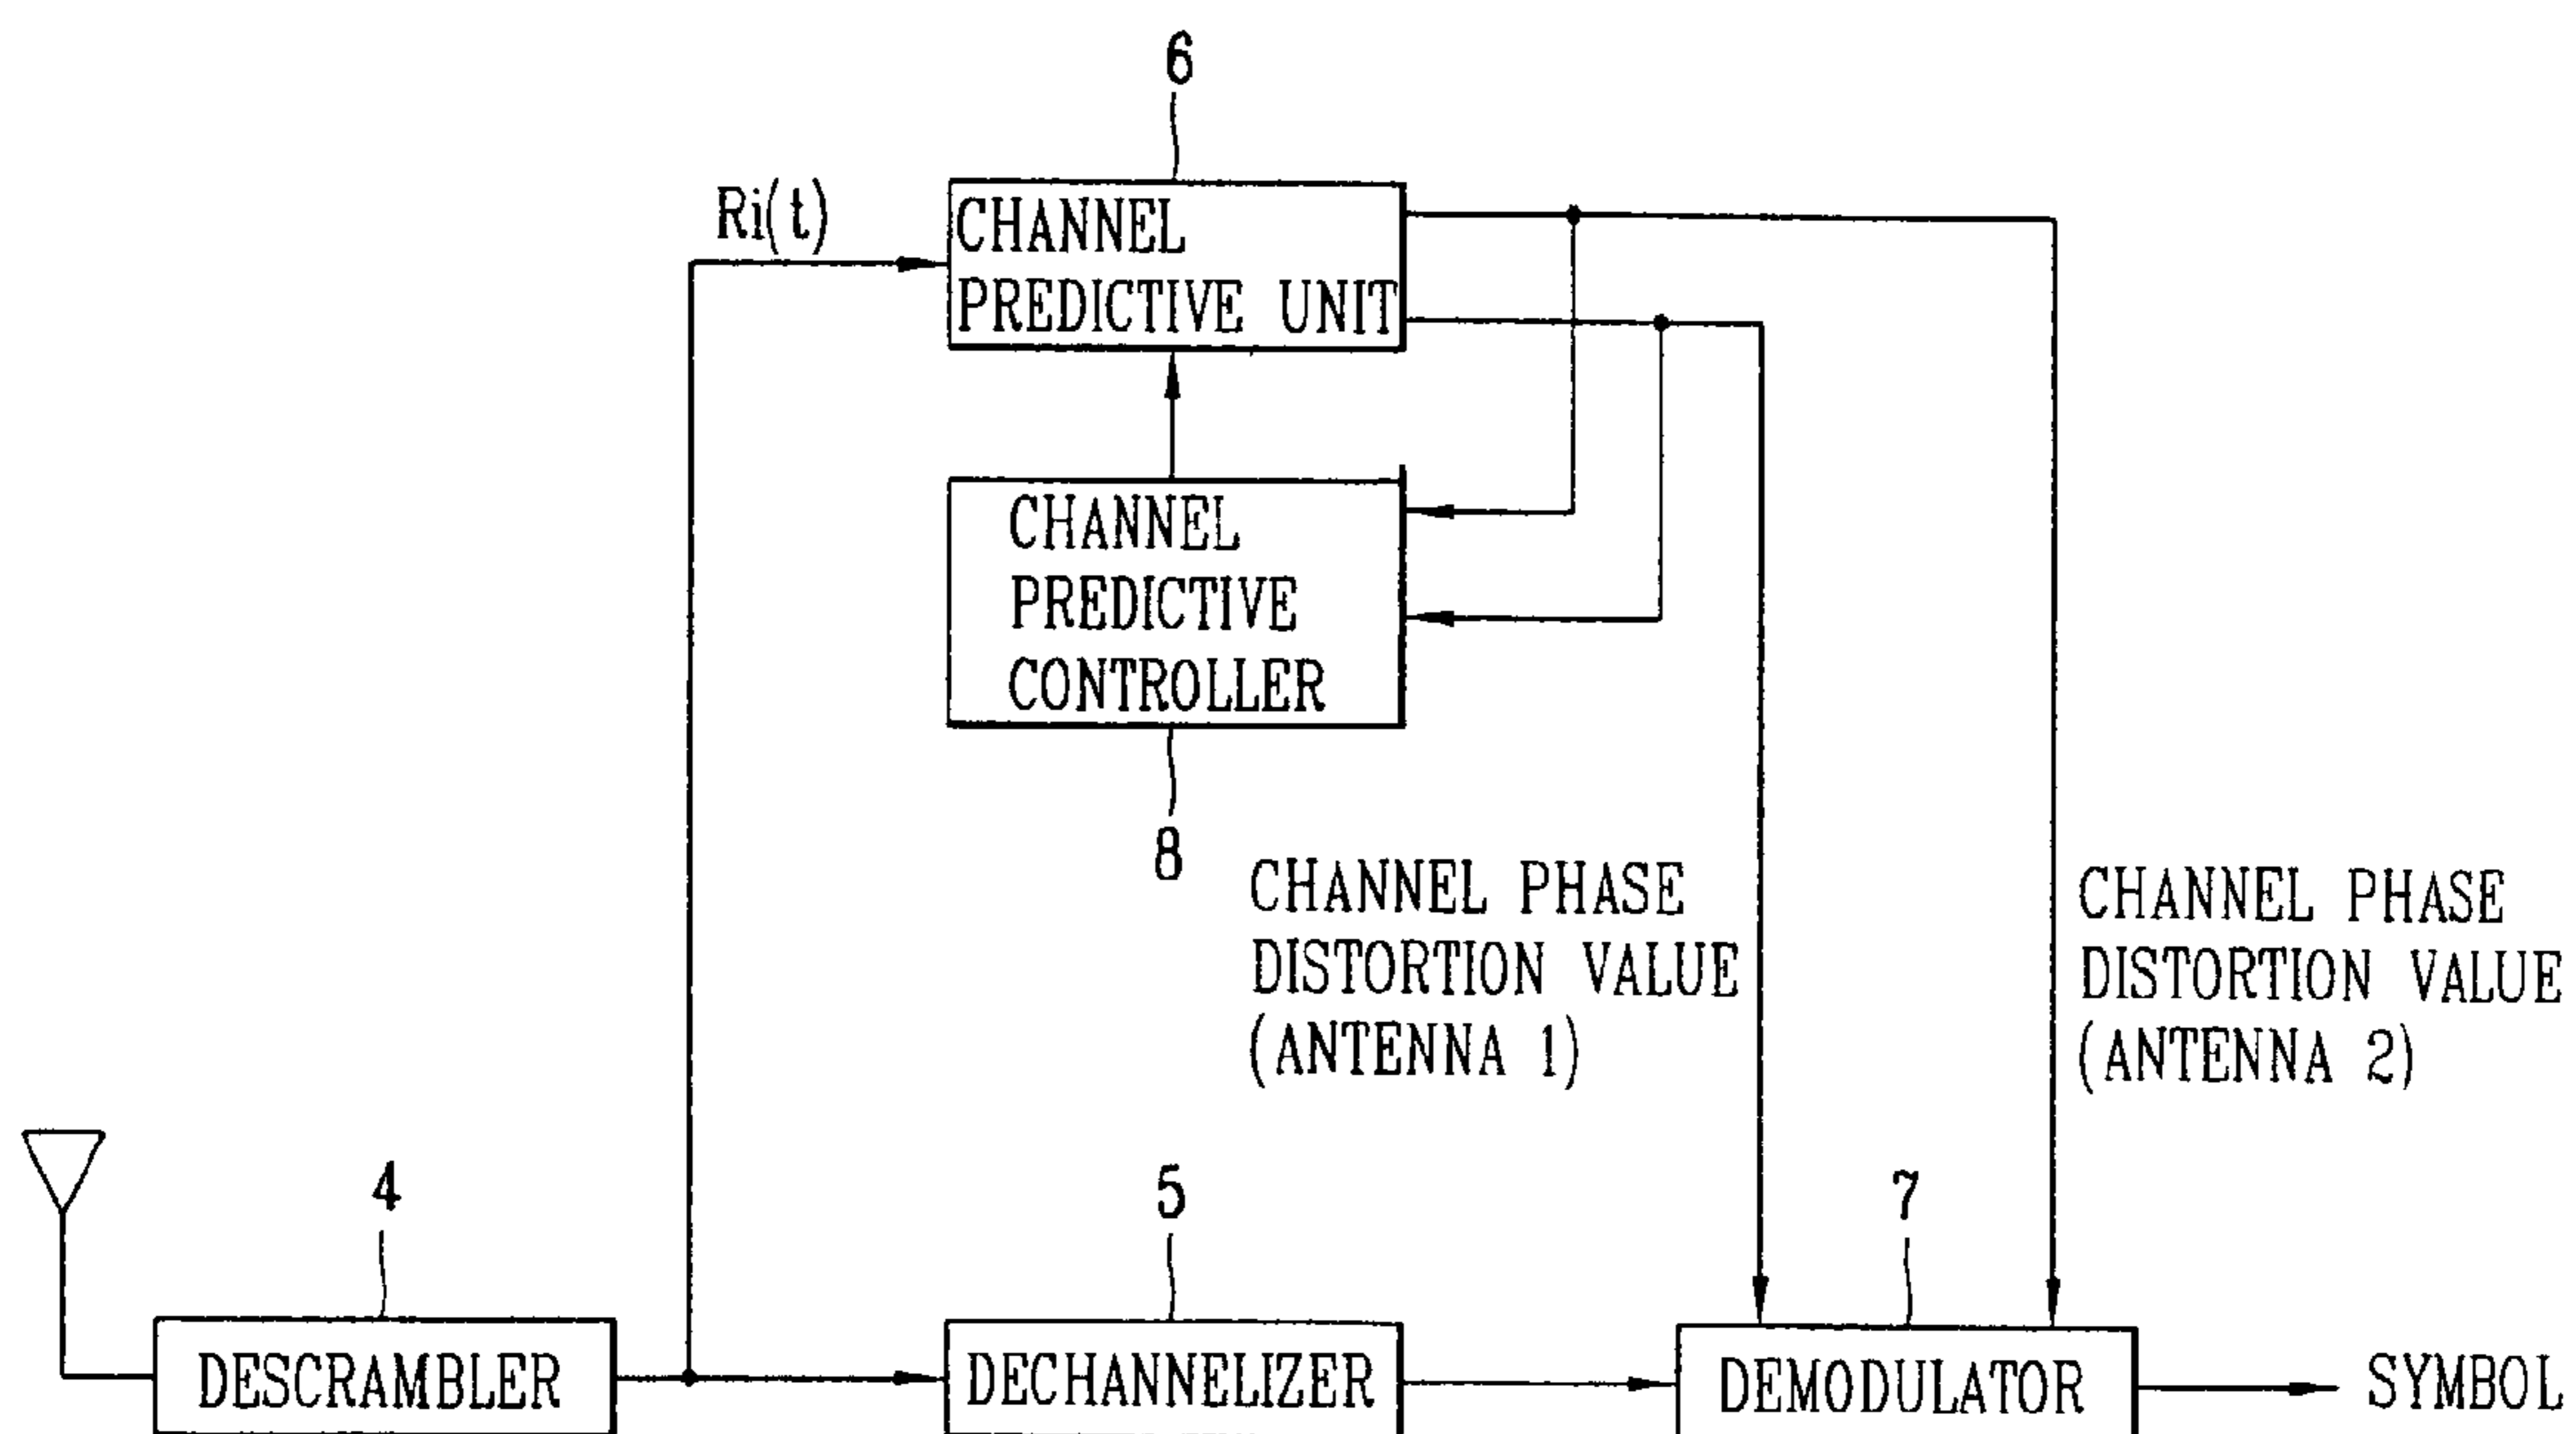 6
Ri(t)
CHANNEL
PREDICTIVE UNIT
CHANNEL
PREDICTIVE
CONTROLLER
8
CHANNEL PHASE
DISTORTION VALUE
(ANTENNA 1)
CHANNEL PHASE
DISTORTION VALUE
(ANTENNA 2)
4
5
7
DESCRAMBLER
DECHANNELIZER
DEMODULATOR
SYMBOL